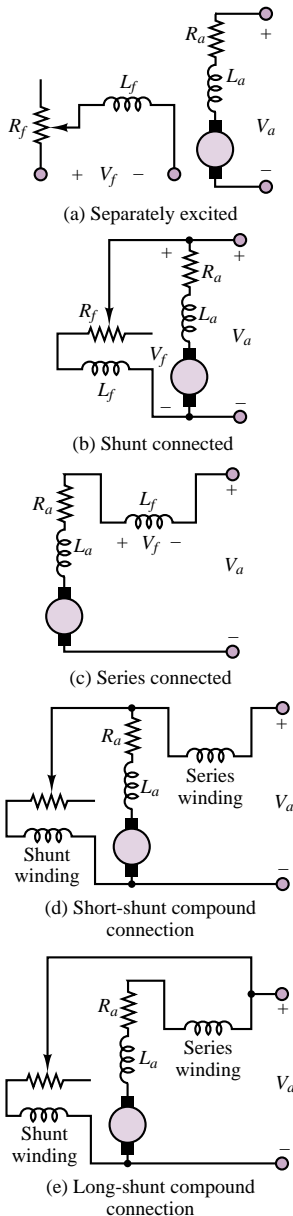 +
R_a
L_f
L_a
R_f
V_a
+ V_f −
−
(a) Separately excited
+
+
R_a
R_f
L_a
V_a
V_f
L_f
−
−
(b) Shunt connected
R_a
L_f
+
L_a
+ V_f −
V_a
−
(c) Series connected
R_a
+
L_a
Series
winding
V_a
Shunt
winding
−
(d) Short-shunt compound
connection
R_a
+
L_a
Series
winding
V_a
Shunt
winding
−
(e) Long-shunt compound
connection